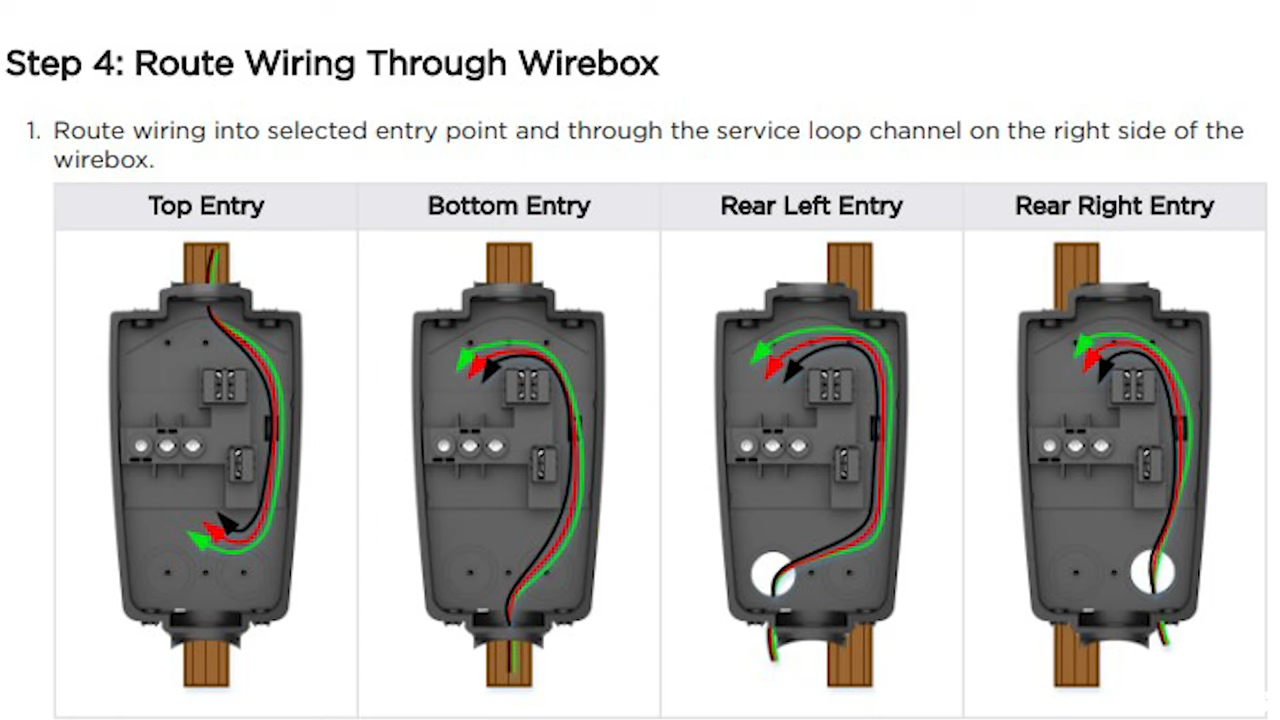 Step 4: Route Wiring Through Wirebox
1. Route wiring into selected entry point and through the service loop channel on the right side of the
wirebox.
Top Entry
Bottom Entry
Rear Left Entry
Rear Right Entry